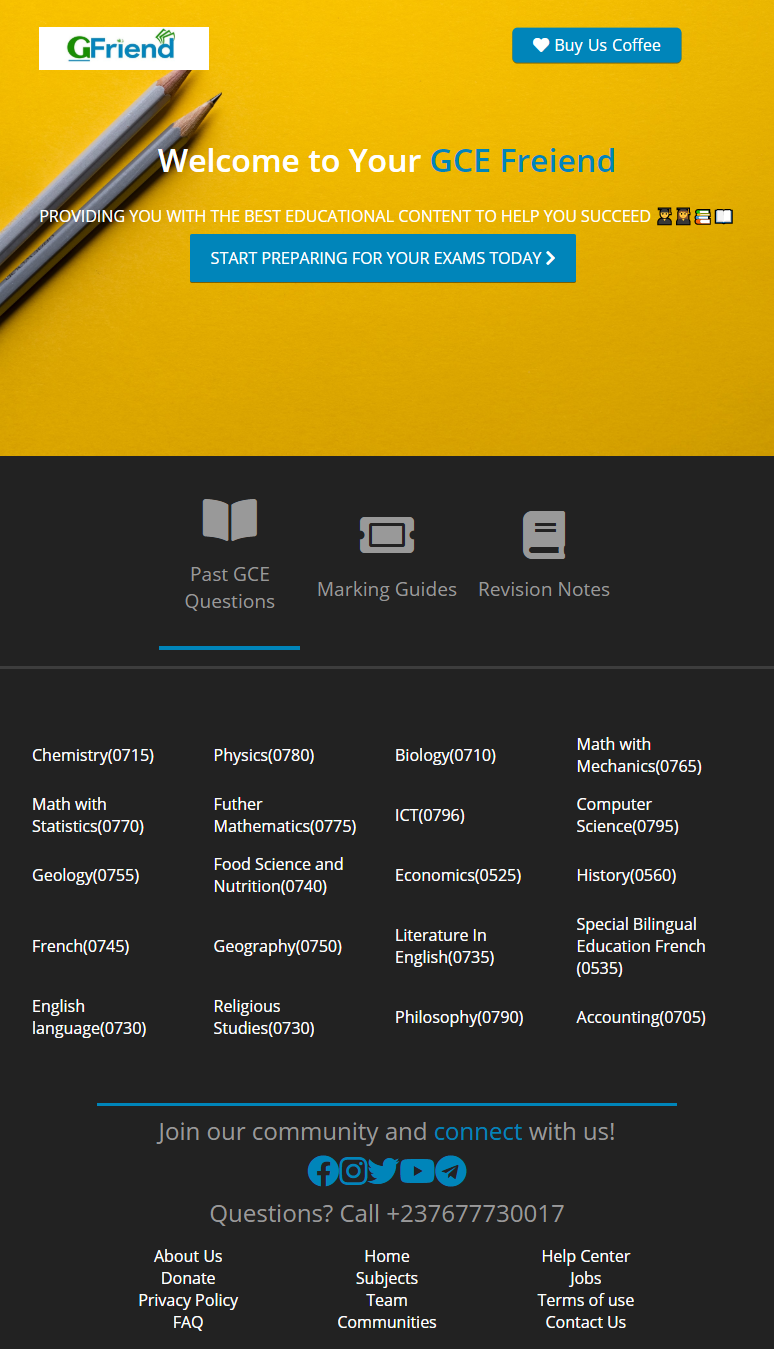 GFriend
Buy Us Coffee
Welcome to Your GCE Freiend
PROVIDING YOU WITH THE BEST EDUCATIONAL CONTENT TO HELP YOU SUCCEED 👨‍🎓👩‍🎓📚📖
START PREPARING FOR YOUR EXAMS TODAY
Past GCE
Questions
Marking Guides
Revision Notes
Chemistry(0715)
Physics(0780)
Biology(0710)
Math with
Mechanics(0765)
Math with
Statistics(0770)
Futher
Mathematics(0775)
ICT(0796)
Computer
Science(0795)
Geology(0755)
Food Science and
Nutrition(0740)
Economics(0525)
History(0560)
French(0745)
Geography(0750)
Literature In
English(0735)
Special Bilingual
Education French
(0535)
English
language(0730)
Religious
Studies(0730)
Philosophy(0790)
Accounting(0705)
Join our community and connect with us!
Questions? Call +237677730017
About Us
Donate
Privacy Policy
FAQ
Home
Subjects
Team
Communities
Help Center
Jobs
Terms of use
Contact Us